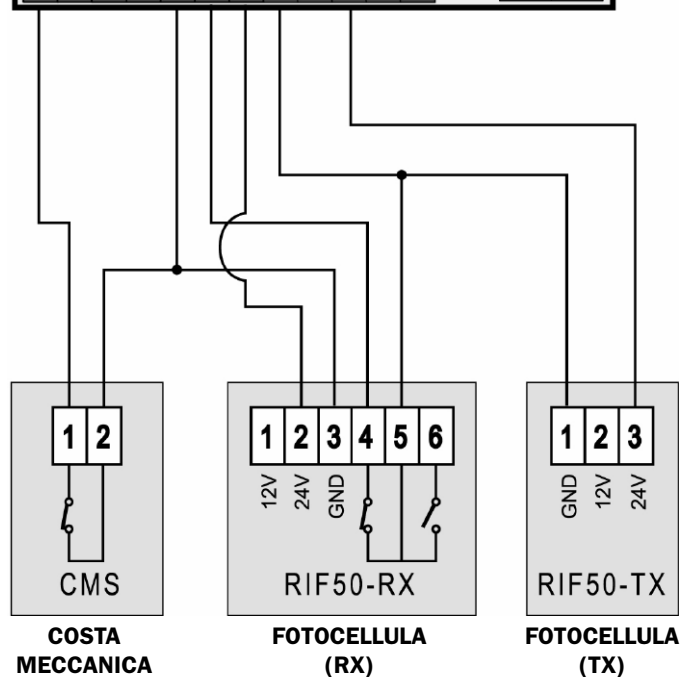 1 2
1 2 3 4 5 6
1 2 3
12V 24V GND
GND 12V 24V
CMS
RIF50-RX
RIF50-TX
COSTA
MECCANICA
FOTOCELLULA
(RX)
FOTOCELLULA
(TX)